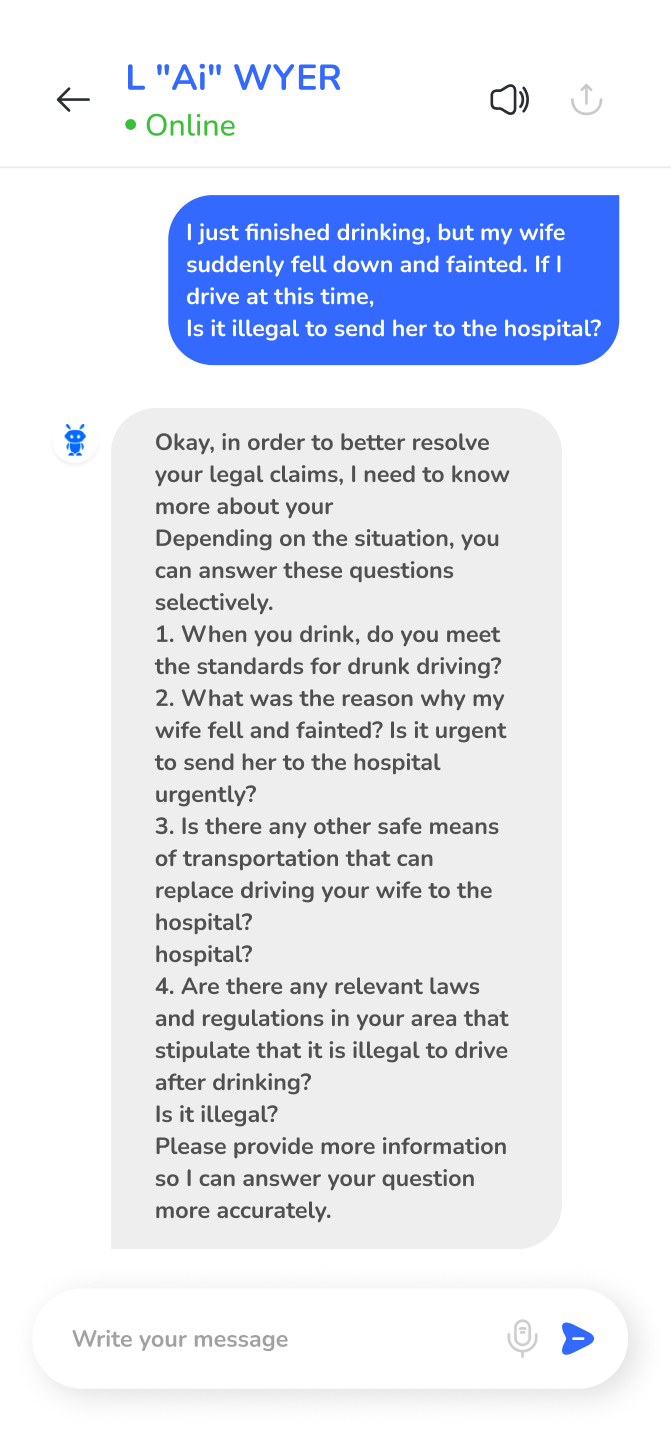 L "Ai" WYER
Online
I just finished drinking, but my wife
suddenly fell down and fainted. If I
drive at this time,
Is it illegal to send her to the hospital?
Okay, in order to better resolve
your legal claims, I need to know
more about your
Depending on the situation, you
can answer these questions
selectively.
1. When you drink, do you meet
the standards for drunk driving?
2. What was the reason why my
wife fell and fainted? Is it urgent
to send her to the hospital
urgently?
3. Is there any other safe means
of transportation that can
replace driving your wife to the
hospital?
hospital?
4. Are there any relevant laws
and regulations in your area that
stipulate that it is illegal to drive
after drinking?
Is it illegal?
Please provide more information
so I can answer your question
more accurately.
Write your message